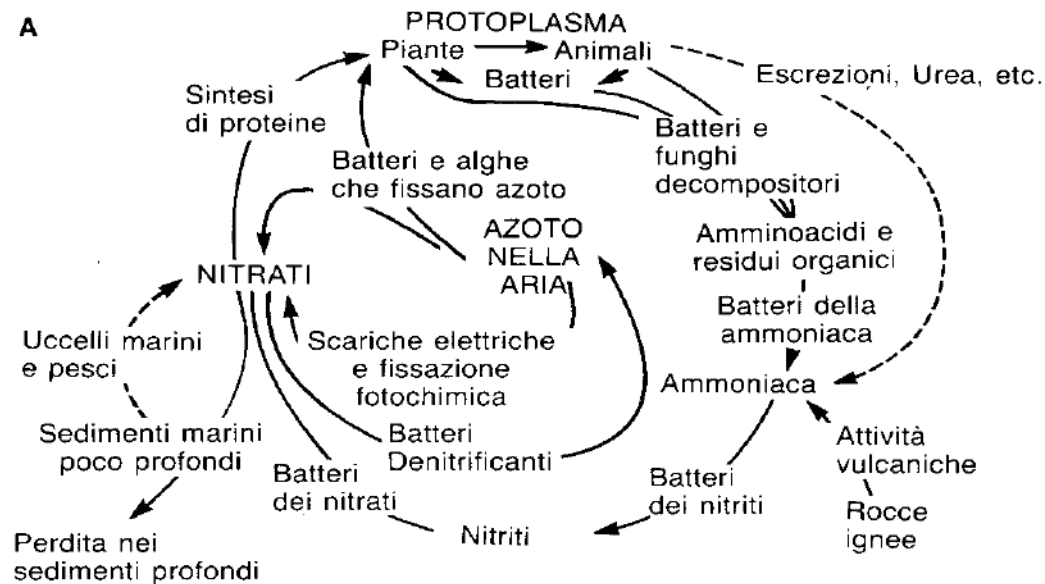 A
PROTOPLASMA
Piante
Animali
Batteri
Escrezioni, Urea, etc.
Sintesi
di proteine
Batteri e
funghi
decompositori
Batteri e alghe
che fissano azoto
AZOTO
NELLA
ARIA
Amminoacidi e
residui organici
NITRATI
Batteri della
ammoniaca
Uccelli marini
e pesci
Scariche elettriche
e fissazione
fotochimica
Ammoniaca
Sedimenti marini
poco profondi
Batteri
Denitrificanti
Attività
vulcaniche
Batteri
dei nitrati
Batteri
dei nitriti
Rocce
ignee
Nitriti
Perdita nei
sedimenti profondi